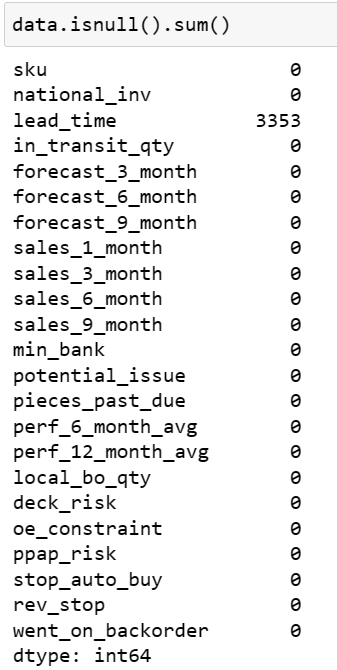 data.isnull().sum()
sku 0
national_inv 0
lead_time 3353
in_transit_qty 0
forecast_3_month 0
forecast_6_month 0
forecast_9_month 0
sales_1_month 0
sales_3_month 0
sales_6_month 0
sales_9_month 0
min_bank 0
potential_issue 0
pieces_past_due 0
perf_6_month_avg 0
perf_12_month_avg 0
local_bo_qty 0
deck_risk 0
oe_constraint 0
ppap_risk 0
stop_auto_buy 0
rev_stop 0
went_on_backorder 0
dtype: int64